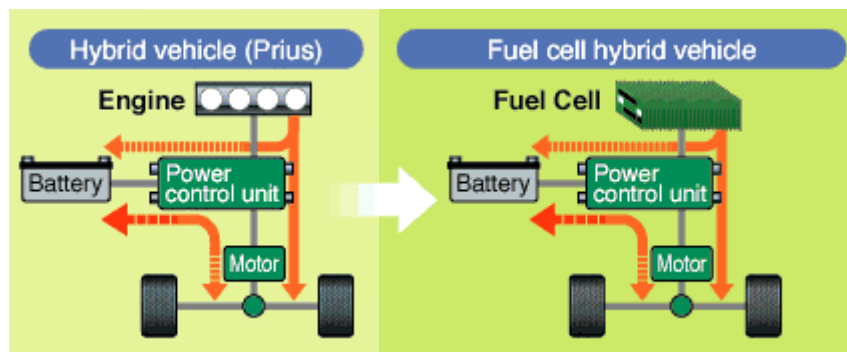 Hybrid vehicle (Prius)
Engine
Battery
Power
control unit
Motor
Fuel cell hybrid vehicle
Fuel Cell
Battery
Power
control unit
Motor